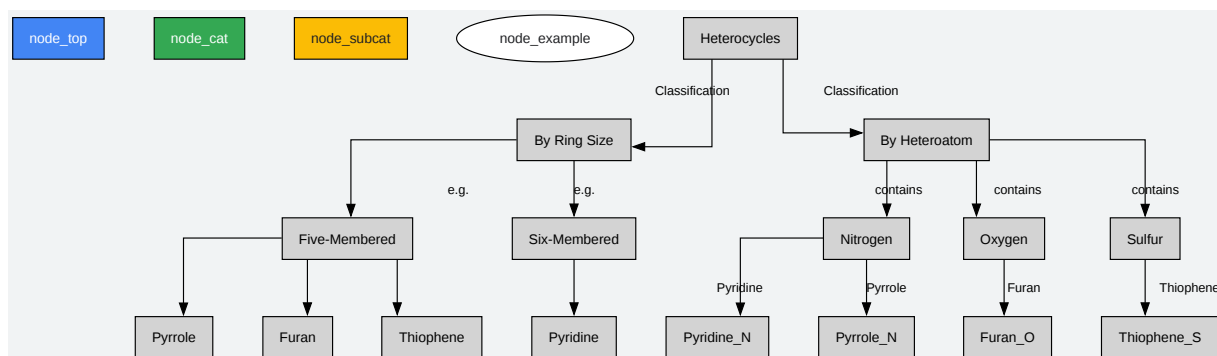 node_top
node_cat
node_subcat
node_example
Heterocycles
Classification
Classification
By Ring Size
By Heteroatom
e.g.
e.g.
contains
contains
contains
Five-Membered
Six-Membered
Nitrogen
Oxygen
Sulfur
Pyridine
Pyrrole
Furan
Thiophene
Pyrrole
Furan
Thiophene
Pyridine
Pyridine_N
Pyrrole_N
Furan_O
Thiophene_S